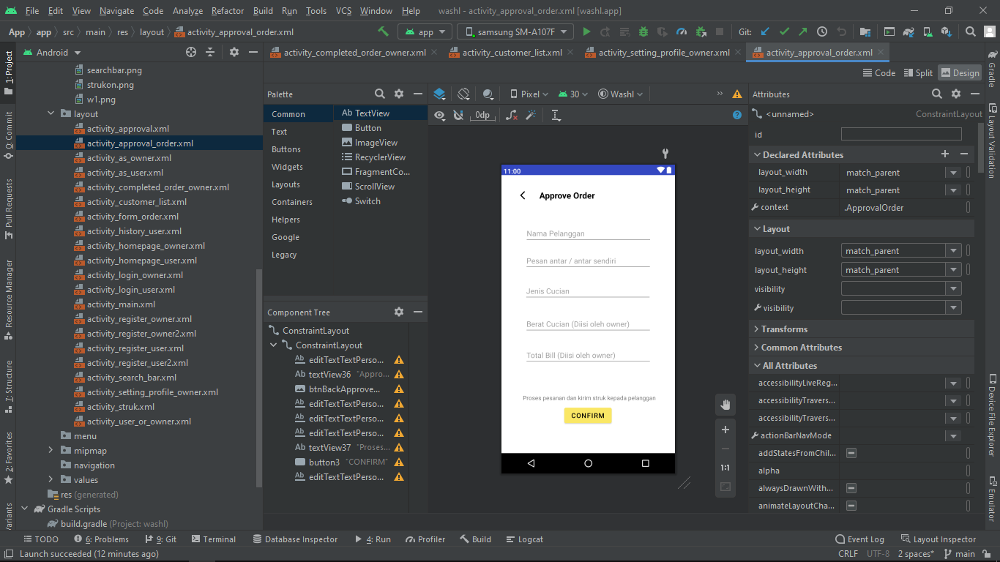 File Edit View Navigate Code Analyze Refactor Build Run Tools VCS Window Help washl - activity_approval_order.xml [washl.app]
App app src main res layout activity_approval_order.xml app samsung SM-A107F Git:
1: Project
0: Commit
Pull Requests
Resource Manager
7: Structure
2: Favorites
Android
searchbar.png
strukon.png
w1.png
layout
activity_approval.xml
activity_approval_order.xml
activity_as_owner.xml
activity_as_user.xml
activity_completed_order_owner.xml
activity_customer_list.xml
activity_form_order.xml
activity_history_user.xml
activity_homepage_owner.xml
activity_homepage_user.xml
activity_login_owner.xml
activity_login_user.xml
activity_main.xml
activity_register_owner.xml
activity_register_owner2.xml
activity_register_user.xml
activity_register_user2.xml
activity_search_bar.xml
activity_setting_profile_owner.xml
activity_struk.xml
activity_user_or_owner.xml
menu
mipmap
navigation
values
res (generated)
Gradle Scripts
build.gradle (Project: washl)
activity_completed_order_owner.xml activity_customer_list.xml activity_setting_profile_owner.xml activity_approval_order.xml
Code Split Design
Palette
Common
Text
Buttons
Widgets
Layouts
Containers
Helpers
Google
Legacy
Ab TextView
Button
ImageView
RecyclerView
FragmentCo...
ScrollView
Switch
Component Tree
ConstraintLayout
ConstraintLayout
Ab editTextTextPerso...
Ab textView36 "Appro...
btnBackApprove...
Ab editTextTextPerso...
Ab editTextTextPerso...
Ab editTextTextPerso...
Ab textView37 "Proses...
button3 "CONFIRM"
Ab editTextTextPerso...
Pixel 30 Washl
0dp
11:00
Approve Order
Nama Pelanggan
Pesan antar / antar sendiri
Jenis Cucian
Berat Cucian (Diisi oleh owner)
Total Bill (Diisi oleh owner)
Proses pesanan dan kirim struk kepada pelanggan
CONFIRM
1:1
Attributes
<unnamed> ConstraintLayout
id
Declared Attributes
layout_width match_parent
layout_height match_parent
context .ApprovalOrder
Layout
layout_width match_parent
layout_height match_parent
visibility
visibility
Transforms
Common Attributes
All Attributes
accessibilityLiveReg...
accessibilityTravers...
accessibilityTravers...
actionBarNavMode
addStatesFromChil...
alpha
alwaysDrawnWith...
animateLayoutCha...
Gradle
Layout Validation
Device File Explorer
Emulator
TODO 6: Problems 9: Git Terminal Database Inspector 4: Run Profiler Build Logcat Event Log Layout Inspector
Launch succeeded (12 minutes ago) CRLF UTF-8 2 spaces* main